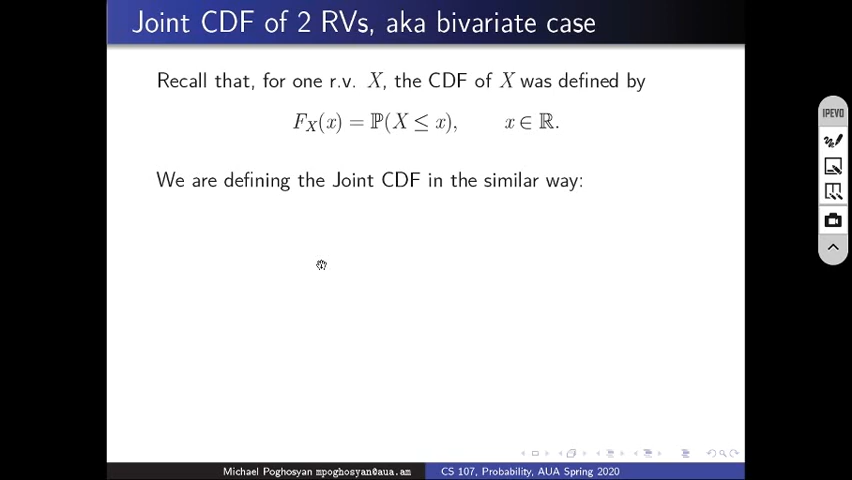 Joint CDF of 2 RVs, aka bivariate case
Recall that, for one r.v. X, the CDF of X was defined by
F_X(x) = ℙ(X ≤ x), x ∈ ℝ.
We are defining the Joint CDF in the similar way:
IPEVO
Michael Poghosyan mpoghosyan@aua.am CS 107, Probability, AUA Spring 2020